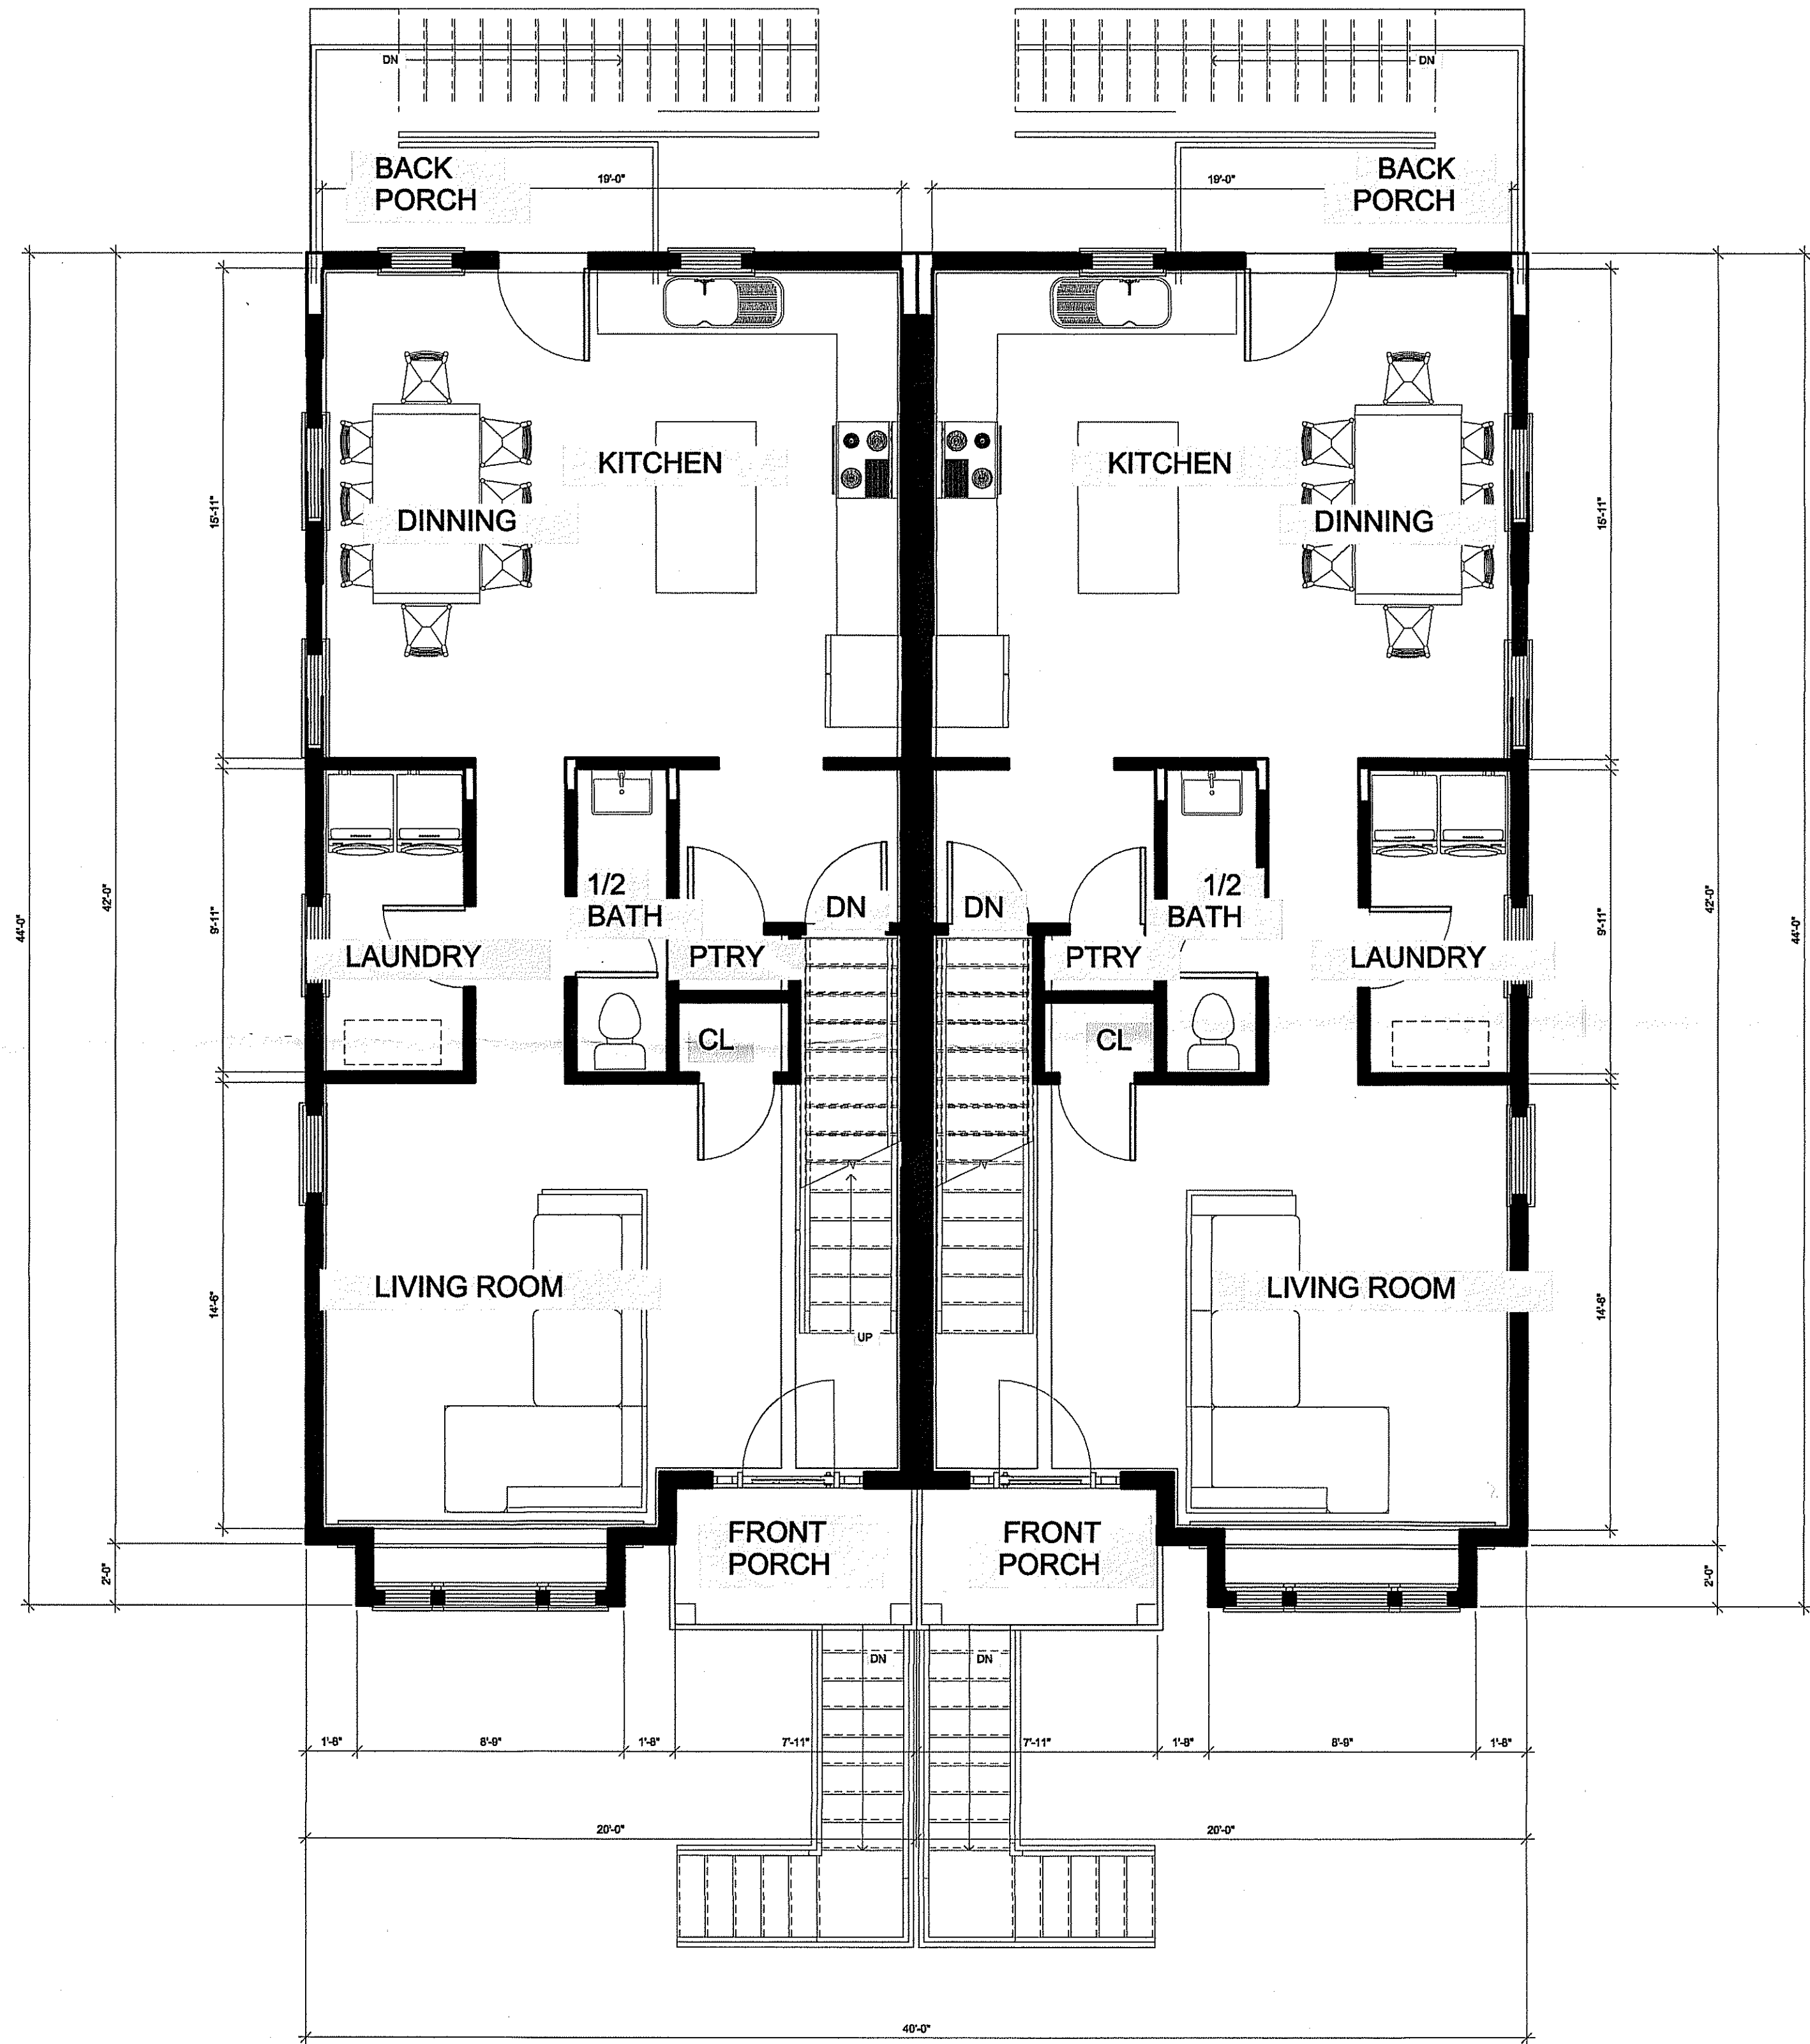 DN
DN
BACK
PORCH
19'-0"
19'-0"
BACK
PORCH
KITCHEN
KITCHEN
DINNING
DINNING
15'-11"
15'-11"
44'-0"
42'-0"
9'-11"
1/2
BATH
DN
DN
1/2
BATH
9'-11"
42'-0"
44'-0"
LAUNDRY
PTRY
PTRY
LAUNDRY
CL
CL
LIVING ROOM
LIVING ROOM
14'-6"
14'-6"
UP
FRONT
PORCH
FRONT
PORCH
2'-0"
2'-0"
DN
DN
1'-8"
8'-9"
1'-8"
7'-11"
7'-11"
1'-8"
8'-9"
1'-8"
20'-0"
20'-0"
40'-0"